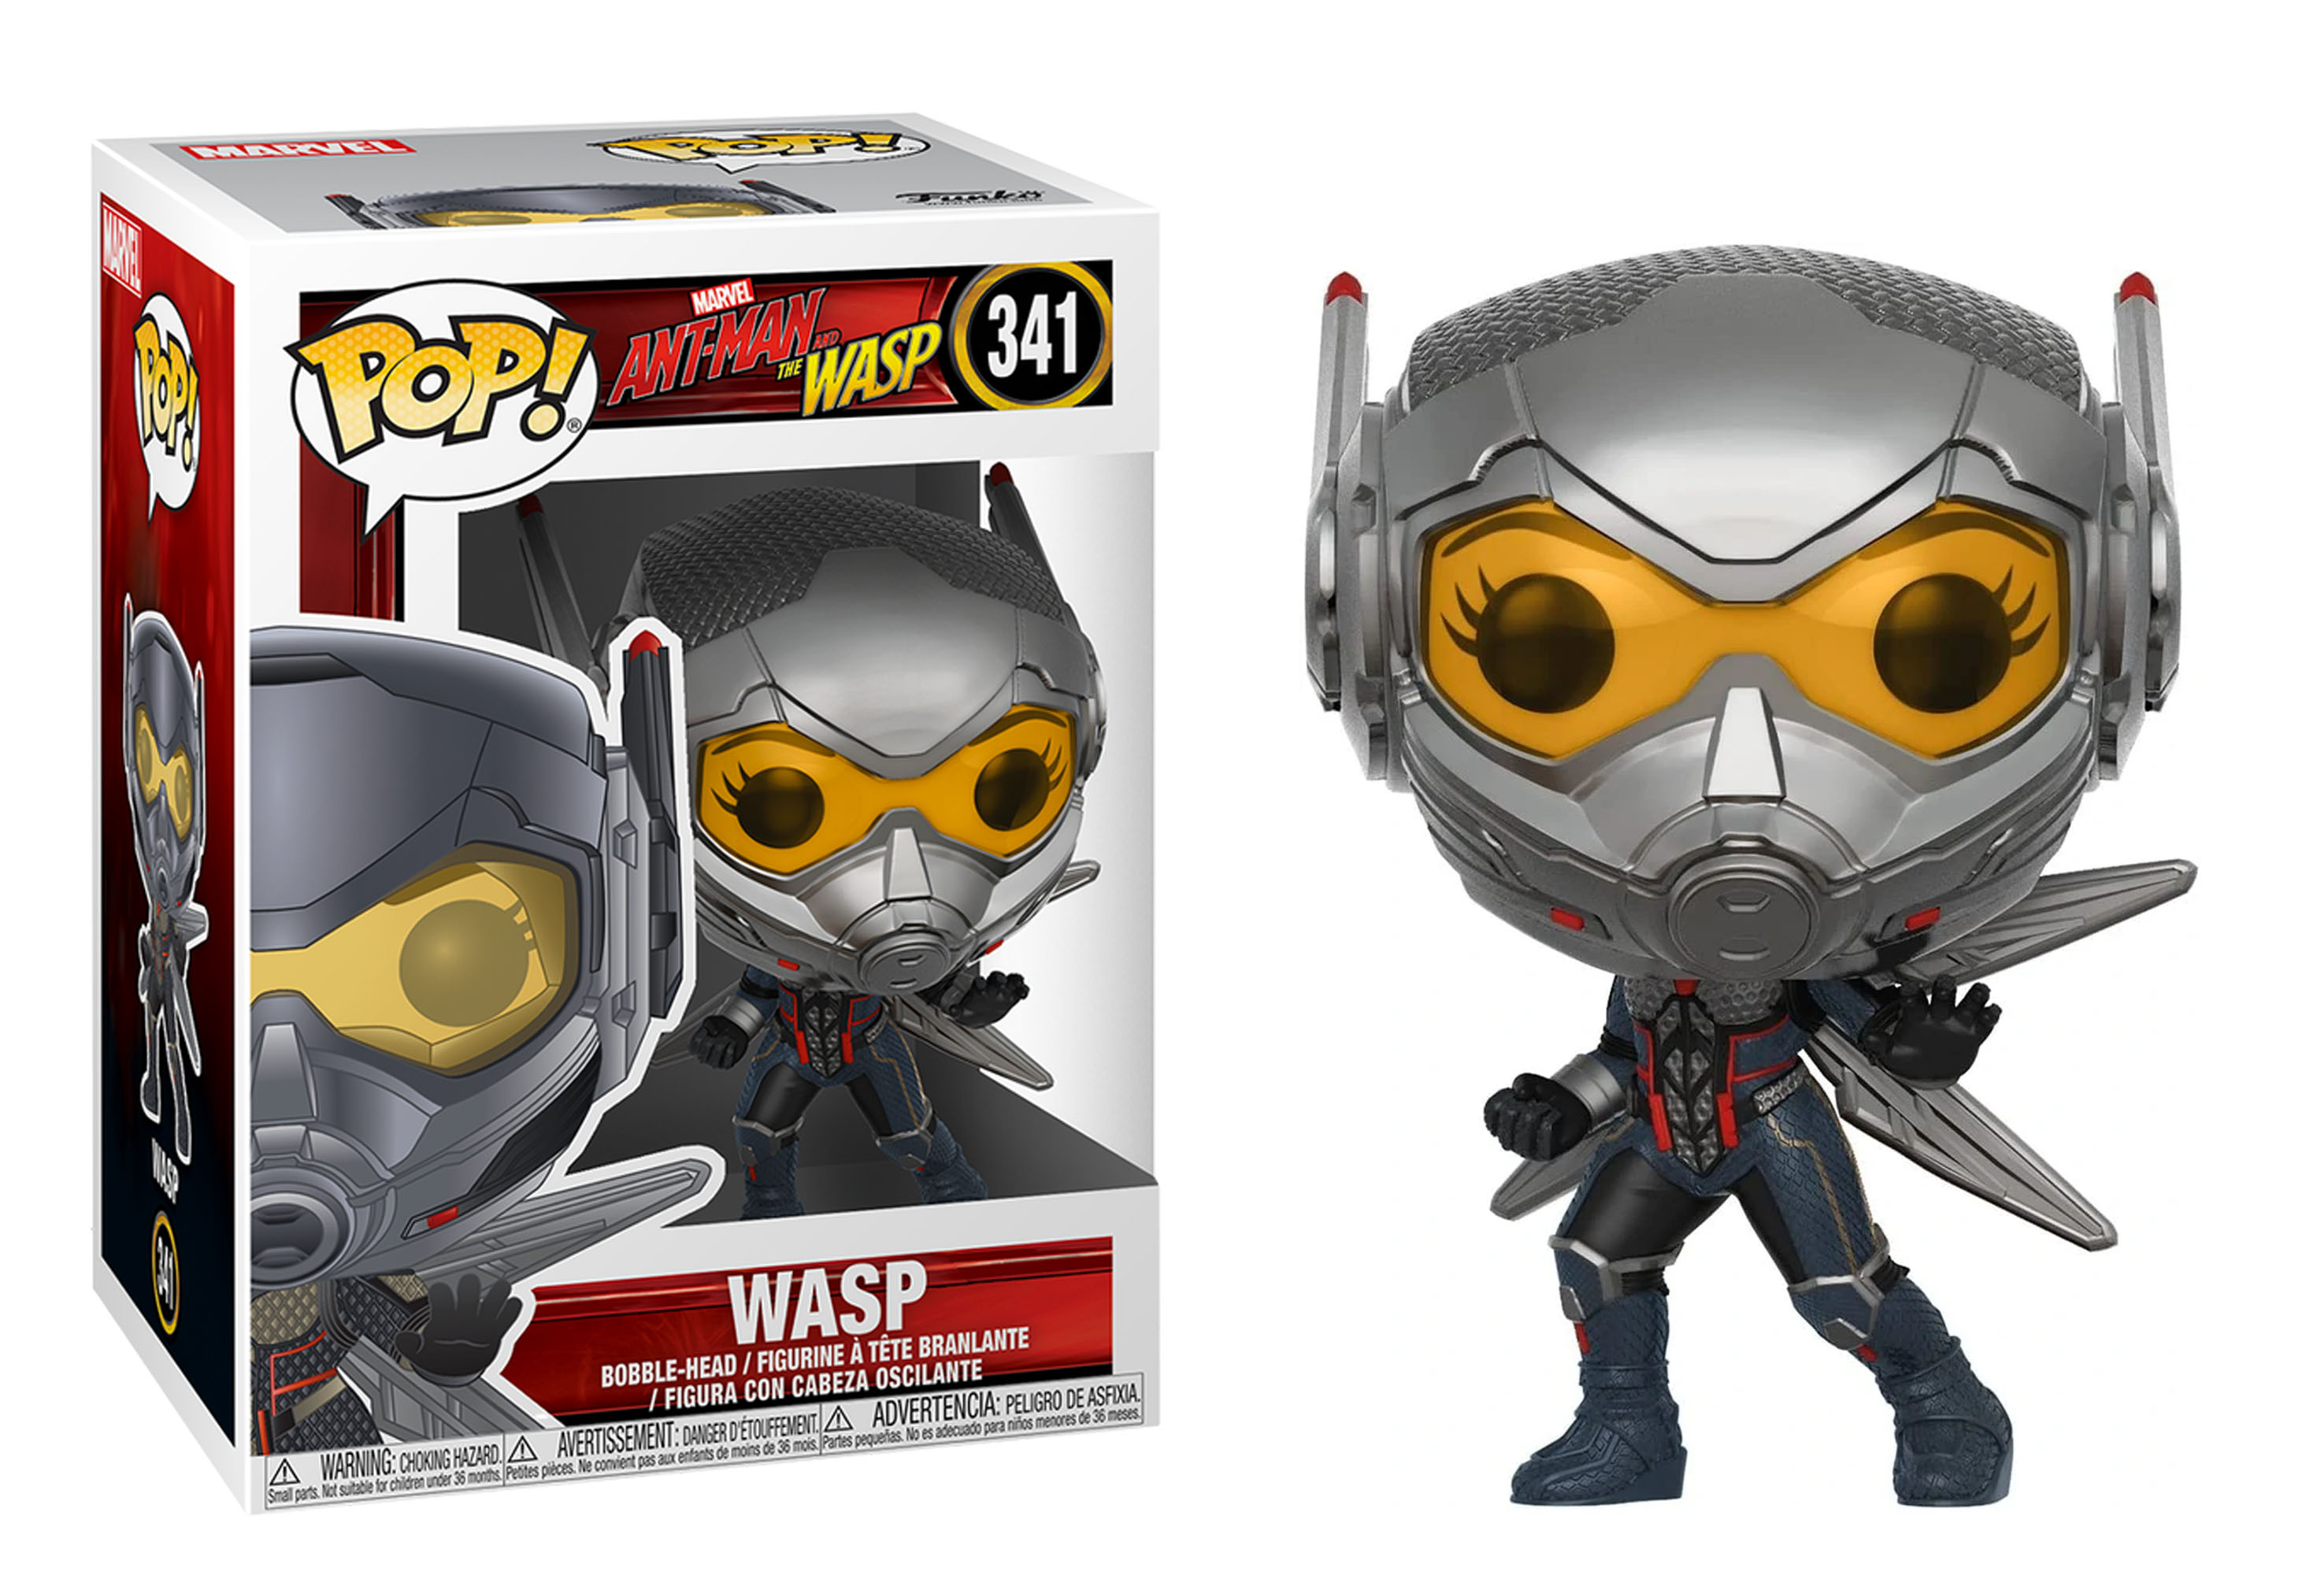 MARVEL
POP!
Funko
MARVEL
POP!
WASP
341
POP!®
MARVEL
ANT-MAN AND
THE WASP
341
WASP
BOBBLE-HEAD / FIGURINE À TÊTE BRANLANTE
/ FIGURA CON CABEZA OSCILANTE
⚠ WARNING: CHOKING HAZARD.
Small parts. Not suitable for children under 36 months.
⚠ AVERTISSEMENT: DANGER D'ÉTOUFFEMENT.
Petites pièces. Ne convient pas aux enfants de moins de 36 mois.
⚠ ADVERTENCIA: PELIGRO DE ASFIXIA.
Partes pequeñas. No es adecuado para niños menores de 36 meses.